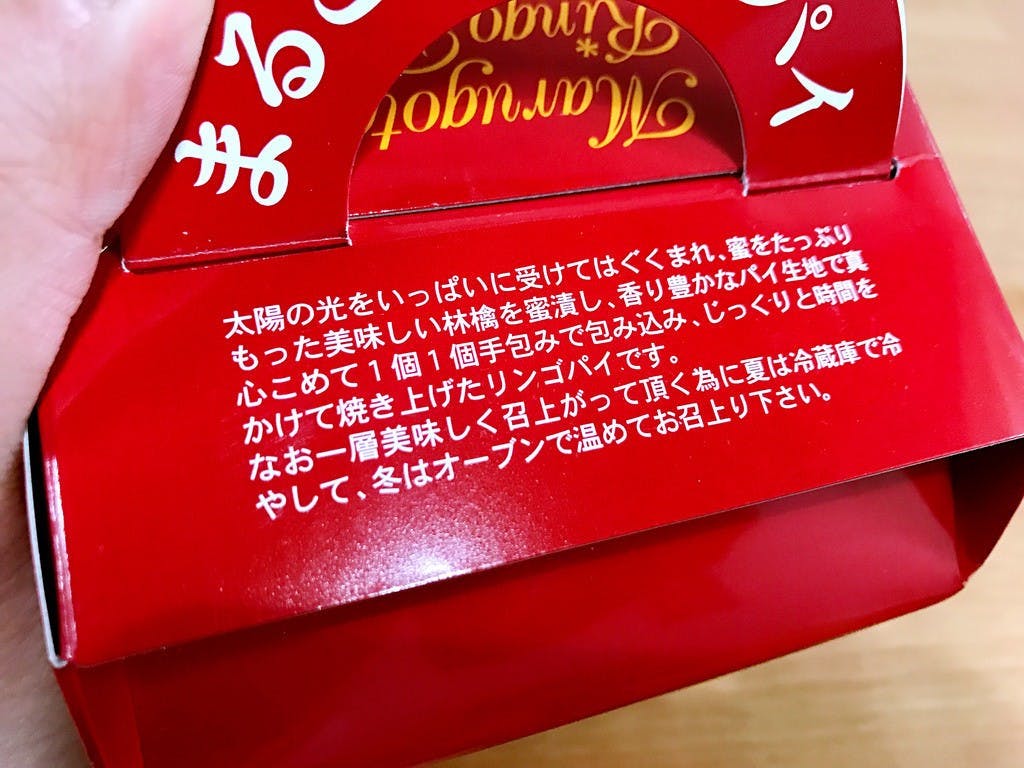 まる
パイ
Marugot
Ringo
太陽の光をいっぱいに受けてはぐくまれ、蜜をたっぷり
もった美味しい林檎を蜜漬し、香り豊かなパイ生地で真
心こめて1個1個手包みで包み込み、じっくりと時間を
かけて焼き上げたリンゴパイです。
なお一層美味しく召上がって頂く為に夏は冷蔵庫で冷
やして、冬はオーブンで温めてお召上り下さい。